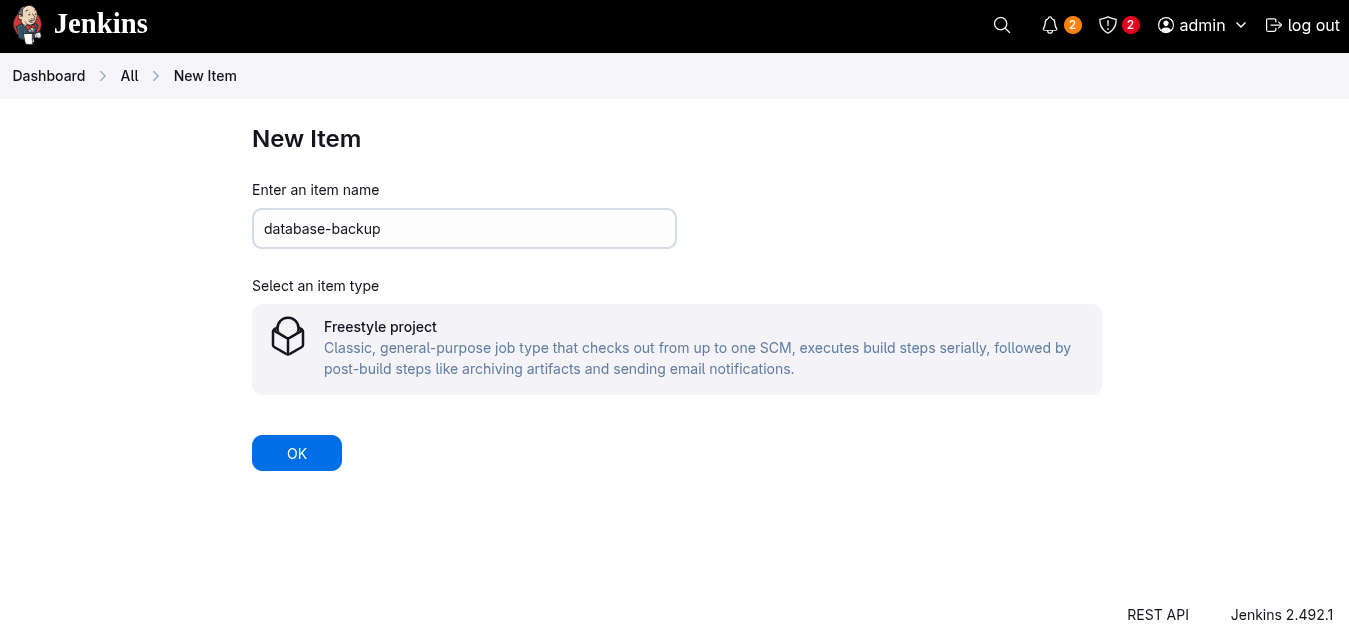 Jenkins
2
2
admin
log out
Dashboard
All
New Item
New Item
Enter an item name
database-backup
Select an item type
Freestyle project
Classic, general-purpose job type that checks out from up to one SCM, executes build steps serially, followed by
post-build steps like archiving artifacts and sending email notifications.
OK
REST API
Jenkins 2.492.1